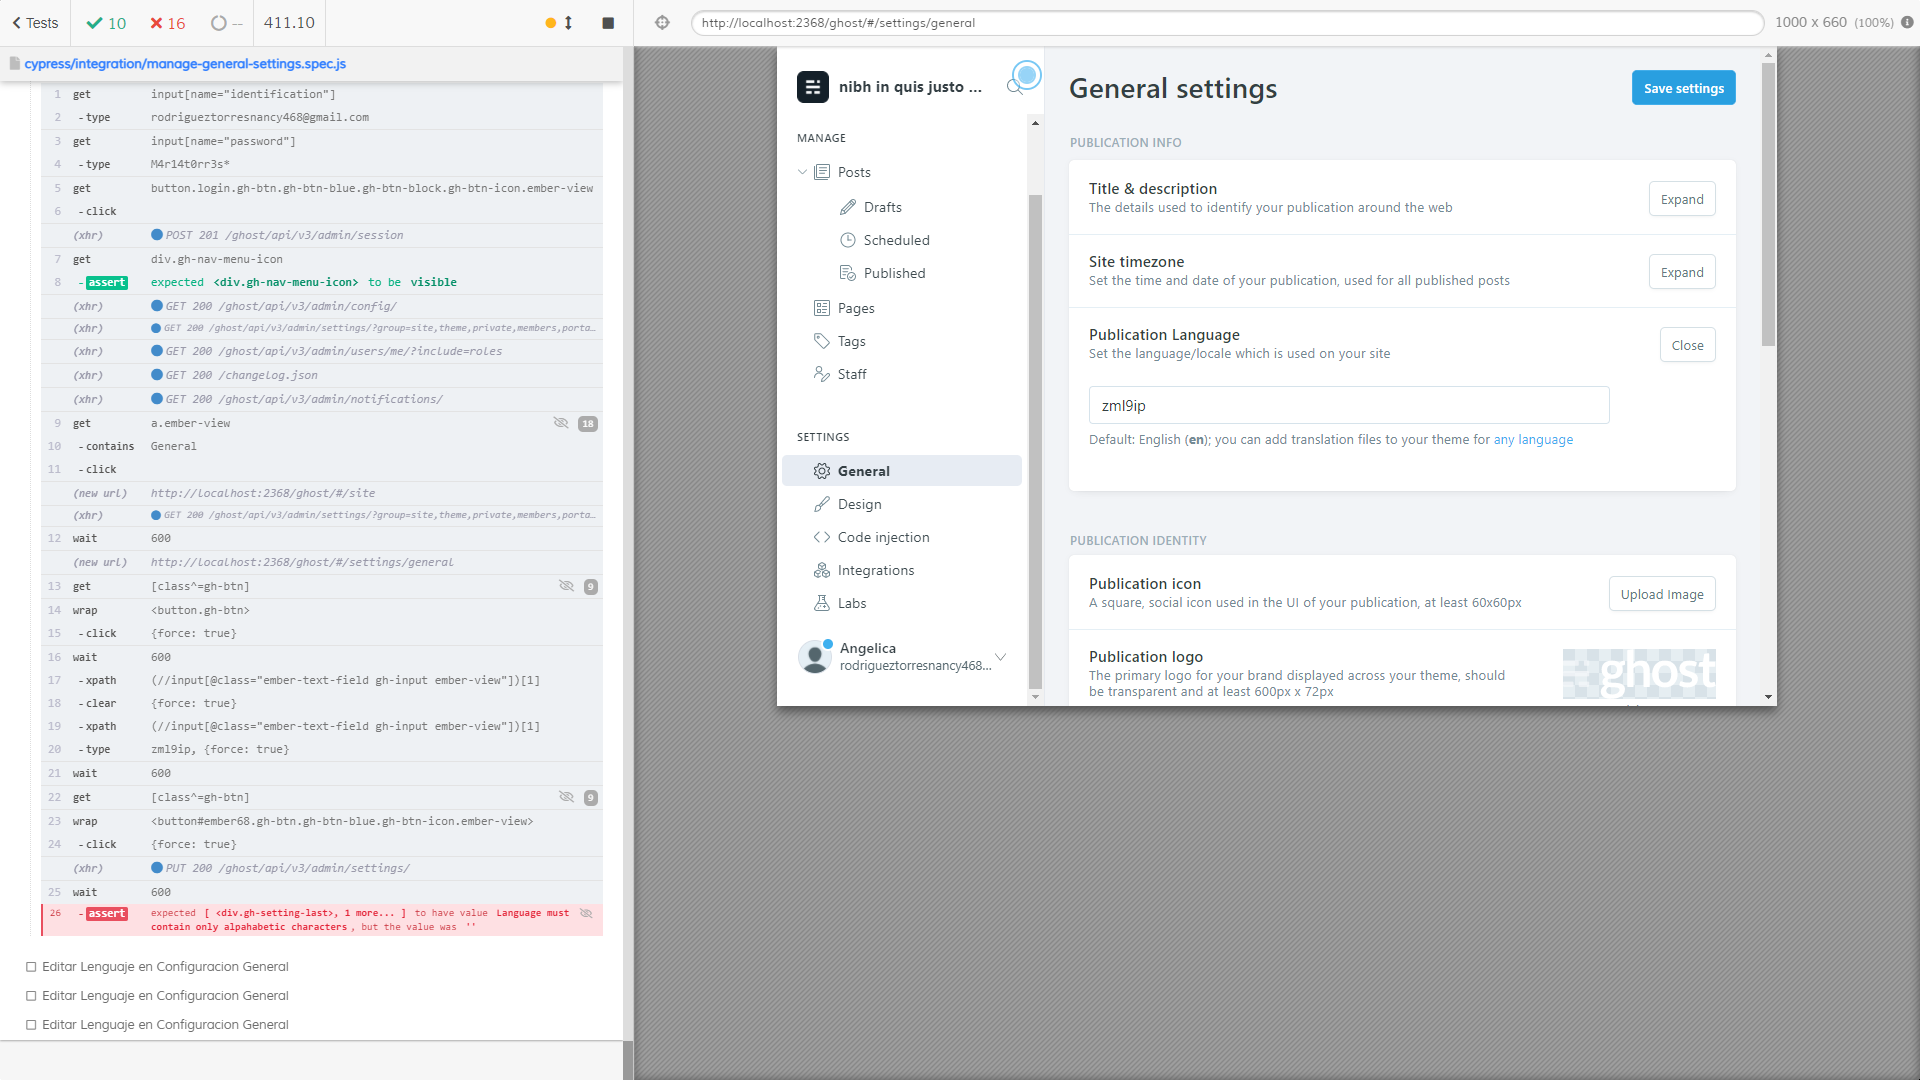 Tests
10
16
--
411.10
cypress/integration/manage-general-settings.spec.js
1 get input[name="identification"]
2 -type rodrigueztorresnancy468@gmail.com
3 get input[name="password"]
4 -type M4r14t0rr3s*
5 get button.login.gh-btn.gh-btn-blue.gh-btn-block.gh-btn-icon.ember-view
6 -click
(xhr) POST 201 /ghost/api/v3/admin/session
7 get div.gh-nav-menu-icon
8 -assert expected <div.gh-nav-menu-icon> to be visible
(xhr) GET 200 /ghost/api/v3/admin/config/
(xhr) GET 200 /ghost/api/v3/admin/settings/?group=site,theme,private,members,porta…
(xhr) GET 200 /ghost/api/v3/admin/users/me/?include=roles
(xhr) GET 200 /changelog.json
(xhr) GET 200 /ghost/api/v3/admin/notifications/
9 get a.ember-view 18
10 -contains General
11 -click
(new url) http://localhost:2368/ghost/#/site
(xhr) GET 200 /ghost/api/v3/admin/settings/?group=site,theme,private,members,porta…
12 wait 600
(new url) http://localhost:2368/ghost/#/settings/general
13 get [class^=gh-btn] 9
14 wrap <button.gh-btn>
15 -click {force: true}
16 wait 600
17 -xpath (//input[@class="ember-text-field gh-input ember-view"])[1]
18 -clear {force: true}
19 -xpath (//input[@class="ember-text-field gh-input ember-view"])[1]
20 -type zml9ip, {force: true}
21 wait 600
22 get [class^=gh-btn] 9
23 wrap <button#ember68.gh-btn.gh-btn-blue.gh-btn-icon.ember-view>
24 -click {force: true}
(xhr) PUT 200 /ghost/api/v3/admin/settings/
25 wait 600
26 -assert expected [ <div.gh-setting-last>, 1 more... ] to have value Language must
contain only alpahabetic characters, but the value was ''
Editar Lenguaje en Configuracion General
Editar Lenguaje en Configuracion General
Editar Lenguaje en Configuracion General
http://localhost:2368/ghost/#/settings/general
1000 x 660 (100%)
nibh in quis justo ...
MANAGE
Posts
Drafts
Scheduled
Published
Pages
Tags
Staff
SETTINGS
General
Design
Code injection
Integrations
Labs
Angelica
rodrigueztorresnancy468...
General settings
Save settings
PUBLICATION INFO
Title & description
The details used to identify your publication around the web
Expand
Site timezone
Set the time and date of your publication, used for all published posts
Expand
Publication Language
Set the language/locale which is used on your site
Close
zml9ip
Default: English (en); you can add translation files to your theme for any language
PUBLICATION IDENTITY
Publication icon
A square, social icon used in the UI of your publication, at least 60x60px
Upload Image
Publication logo
The primary logo for your brand displayed across your theme, should
be transparent and at least 600px x 72px
ghost